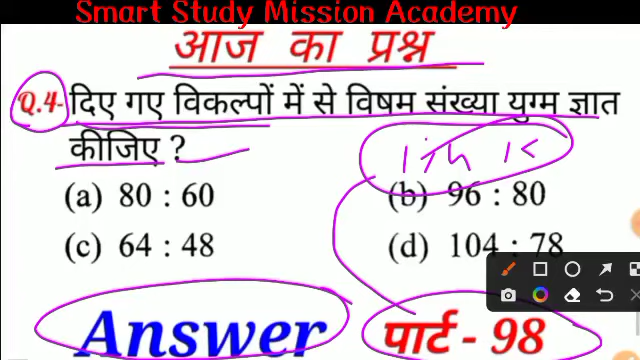 Smart Study Mission Academy
आज का प्रश्न
Q.4- दिए गए विकल्पों में से विषम संख्या युग्म ज्ञात
कीजिए ?
(a) 80 : 60
(b) 96 : 80
(c) 64 : 48
(d) 104 : 78
Answer
पार्ट - 98